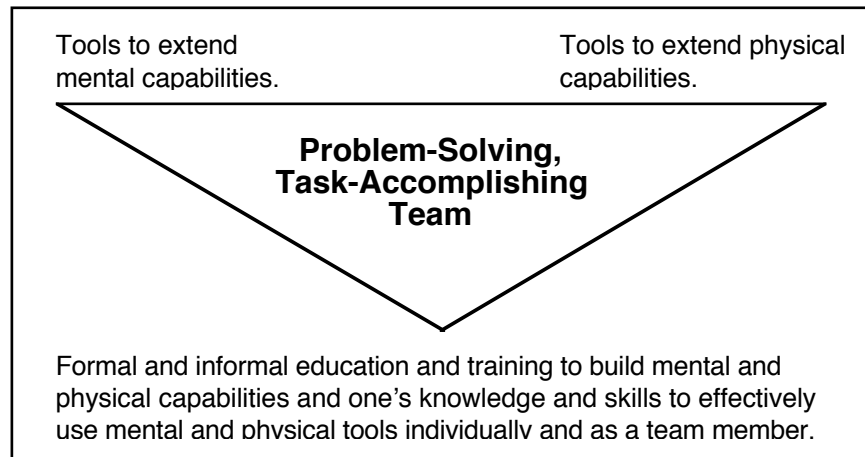 Tools to extend
mental capabilities.
Tools to extend physical
capabilities.
Problem-Solving,
Task-Accomplishing
Team
Formal and informal education and training to build mental and
physical capabilities and one’s knowledge and skills to effectively
use mental and physical tools individually and as a team member.